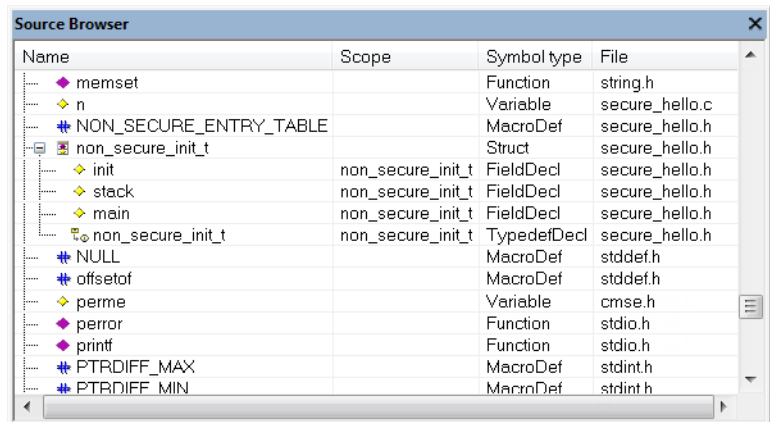 Source Browser
Name Scope Symbol type File
memset Function string.h
n Variable secure_hello.c
NON_SECURE_ENTRY_TABLE MacroDef secure_hello.h
non_secure_init_t Struct secure_hello.h
init non_secure_init_t FieldDecl secure_hello.h
stack non_secure_init_t FieldDecl secure_hello.h
main non_secure_init_t FieldDecl secure_hello.h
non_secure_init_t non_secure_init_t TypedefDecl secure_hello.h
NULL MacroDef stddef.h
offsetof MacroDef stddef.h
perme Variable cmse.h
perror Function stdio.h
printf Function stdio.h
PTRDIFF_MAX MacroDef stdint.h
PTRDIFF_MIN MacroDef stdint.h